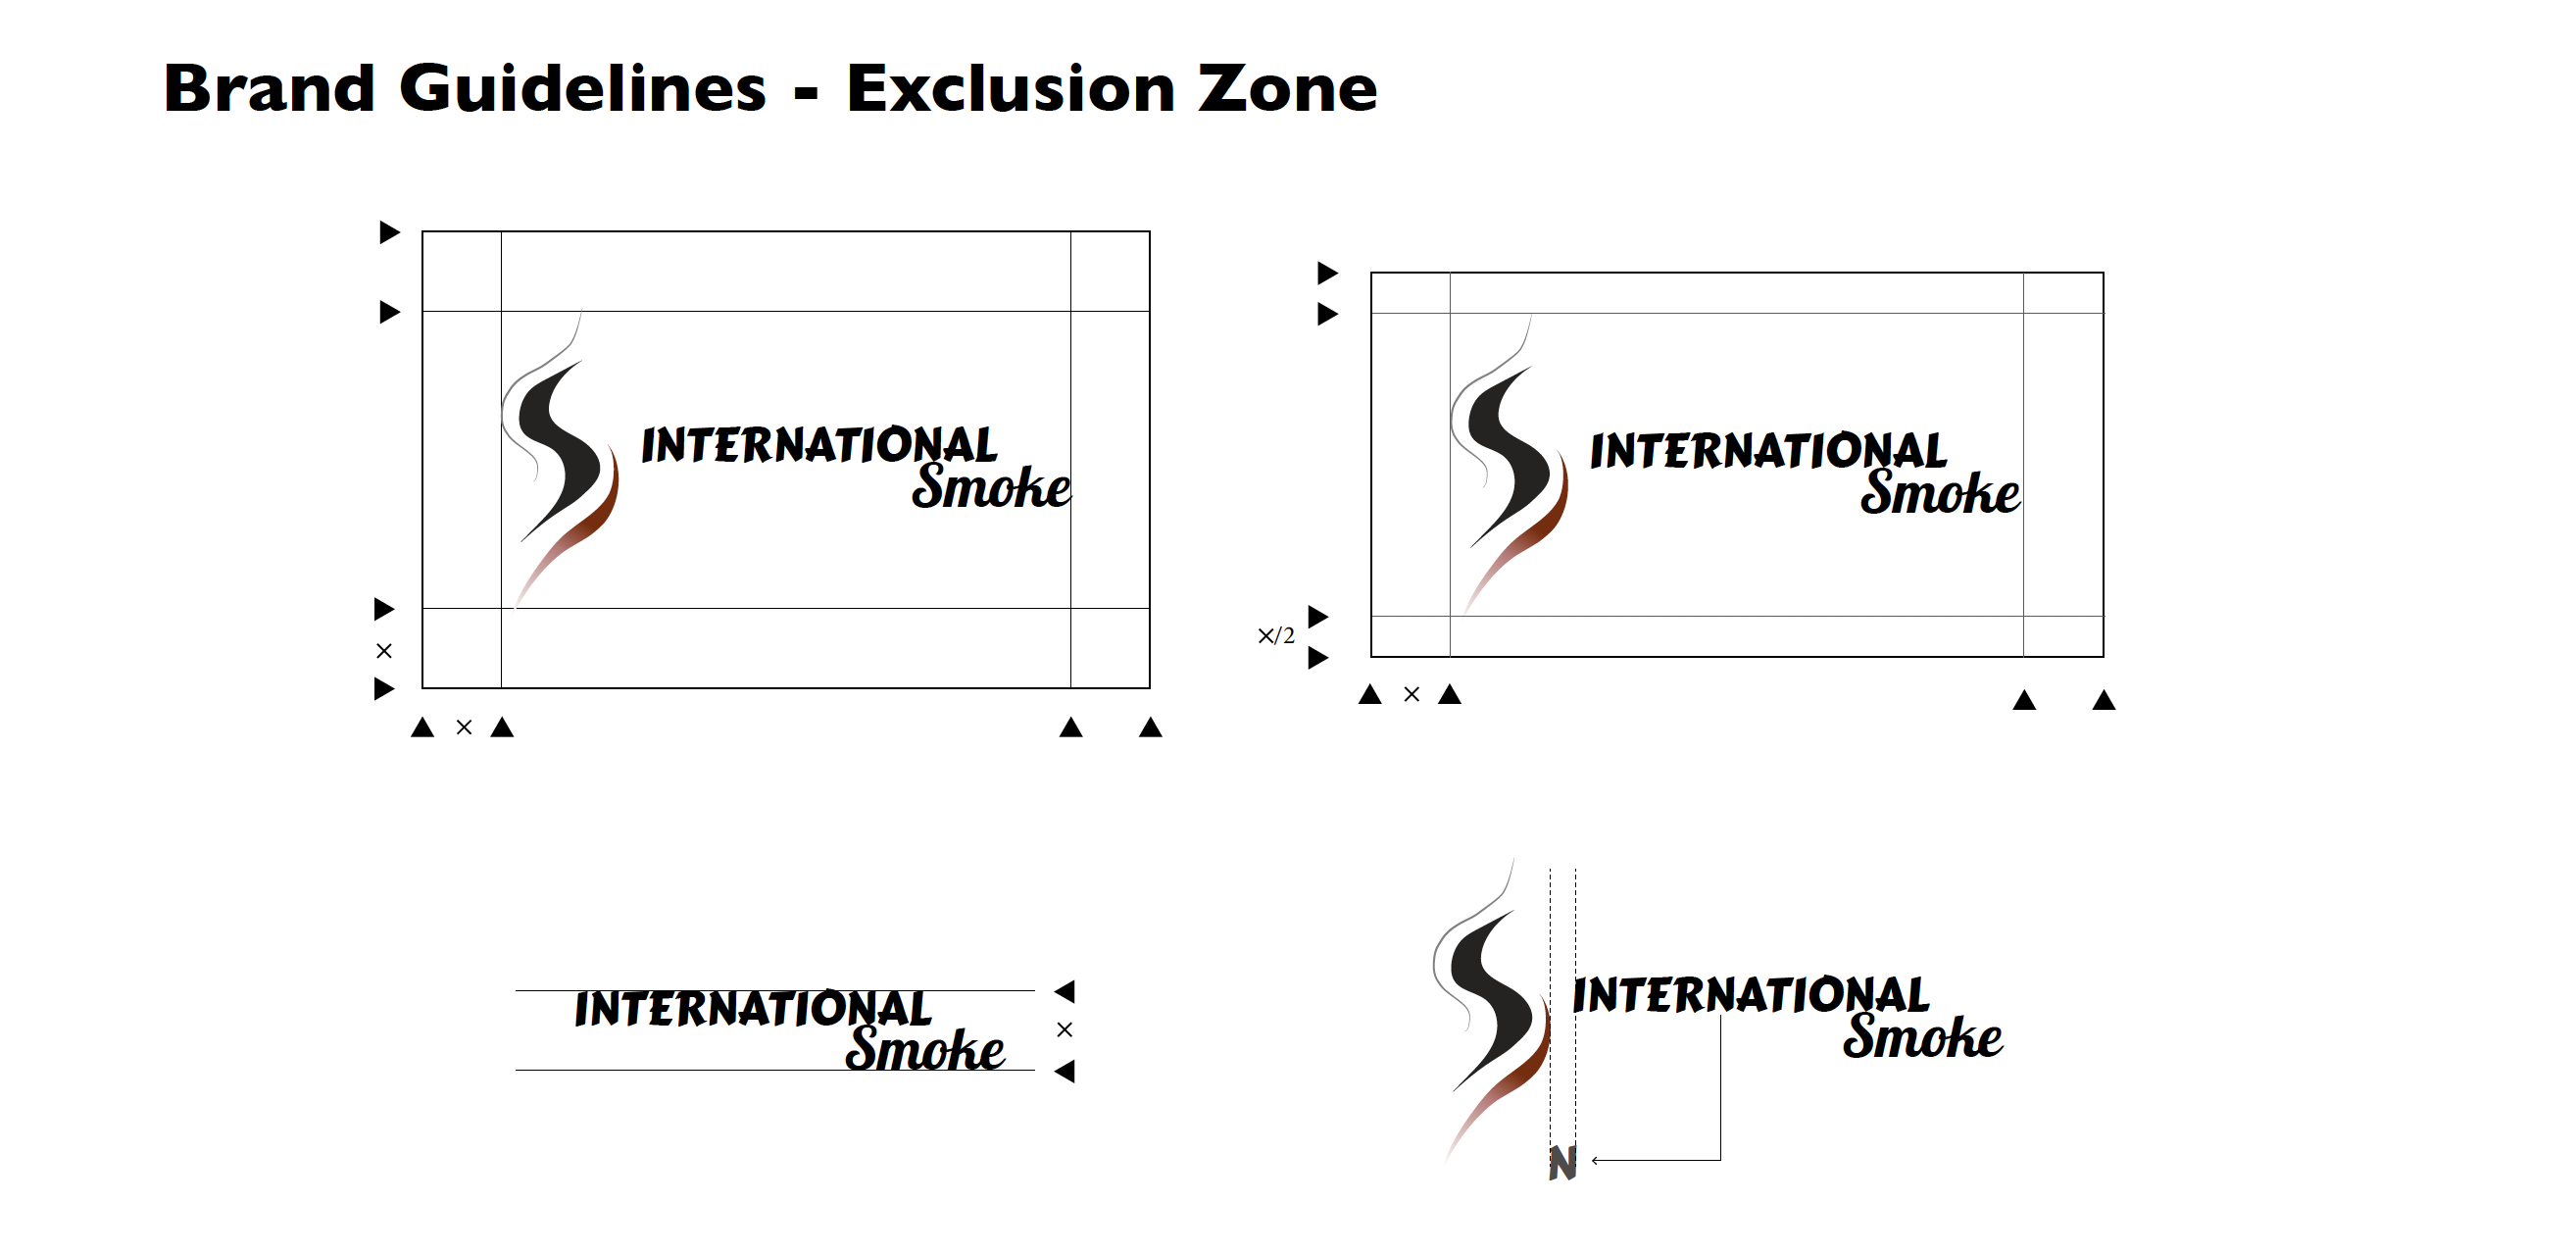 Brand Guidelines - Exclusion Zone
INTERNATIONAL
Smoke
×
×
INTERNATIONAL
Smoke
×/2
×
INTERNATIONAL
Smoke
×
INTERNATIONAL
Smoke
N